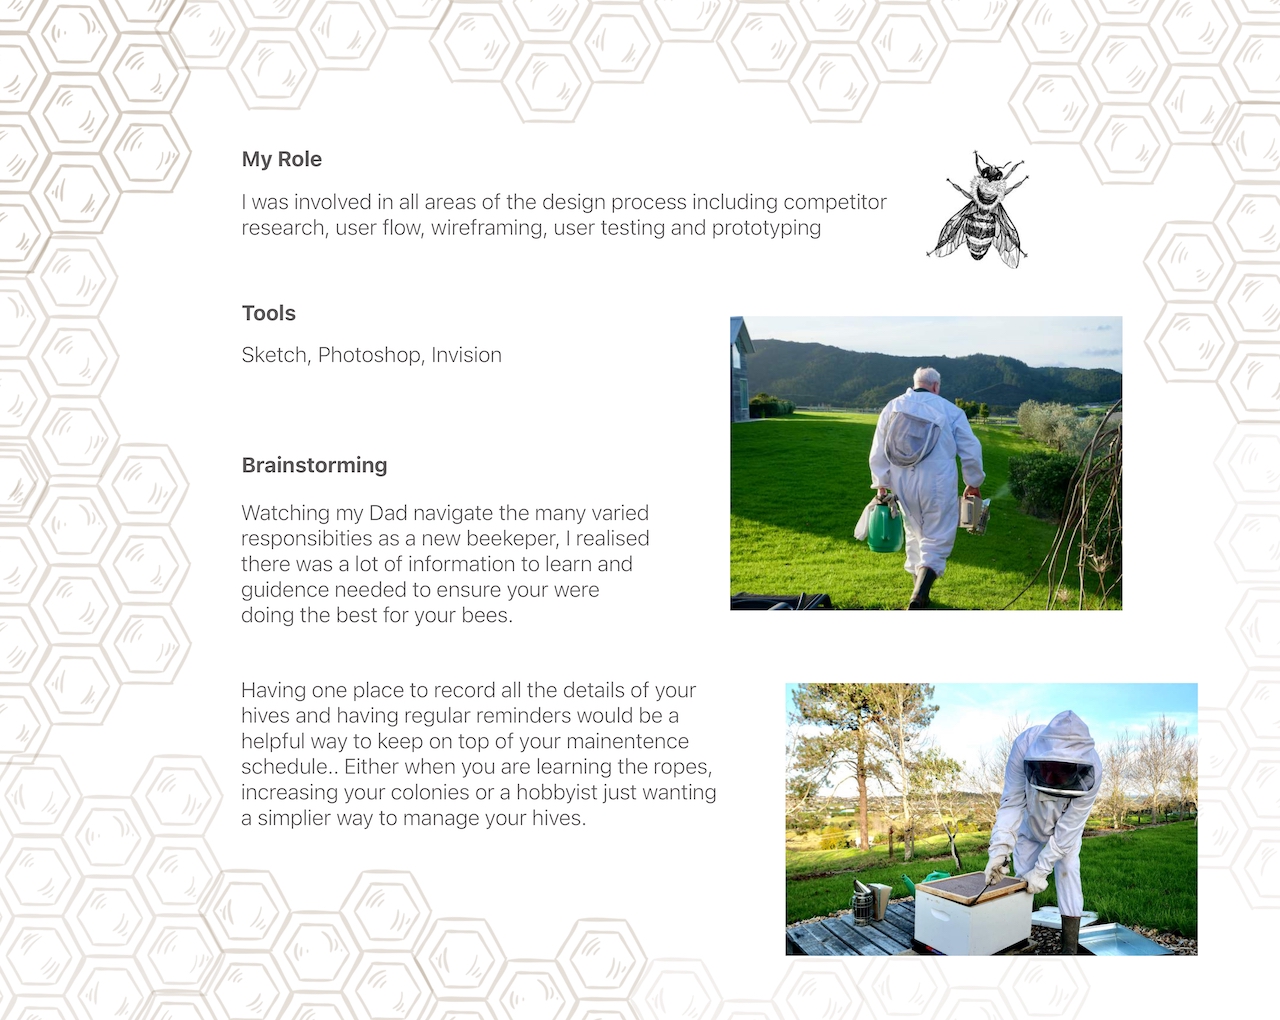 My Role
I was involved in all areas of the design process including competitor
research, user flow, wireframing, user testing and prototyping
Tools
Sketch, Photoshop, Invision
Brainstorming
Watching my Dad navigate the many varied
responsibities as a new beekeper, I realised
there was a lot of information to learn and
guidence needed to ensure your were
doing the best for your bees.
Having one place to record all the details of your
hives and having regular reminders would be a
helpful way to keep on top of your mainentence
schedule.. Either when you are learning the ropes,
increasing your colonies or a hobbyist just wanting
a simplier way to manage your hives.